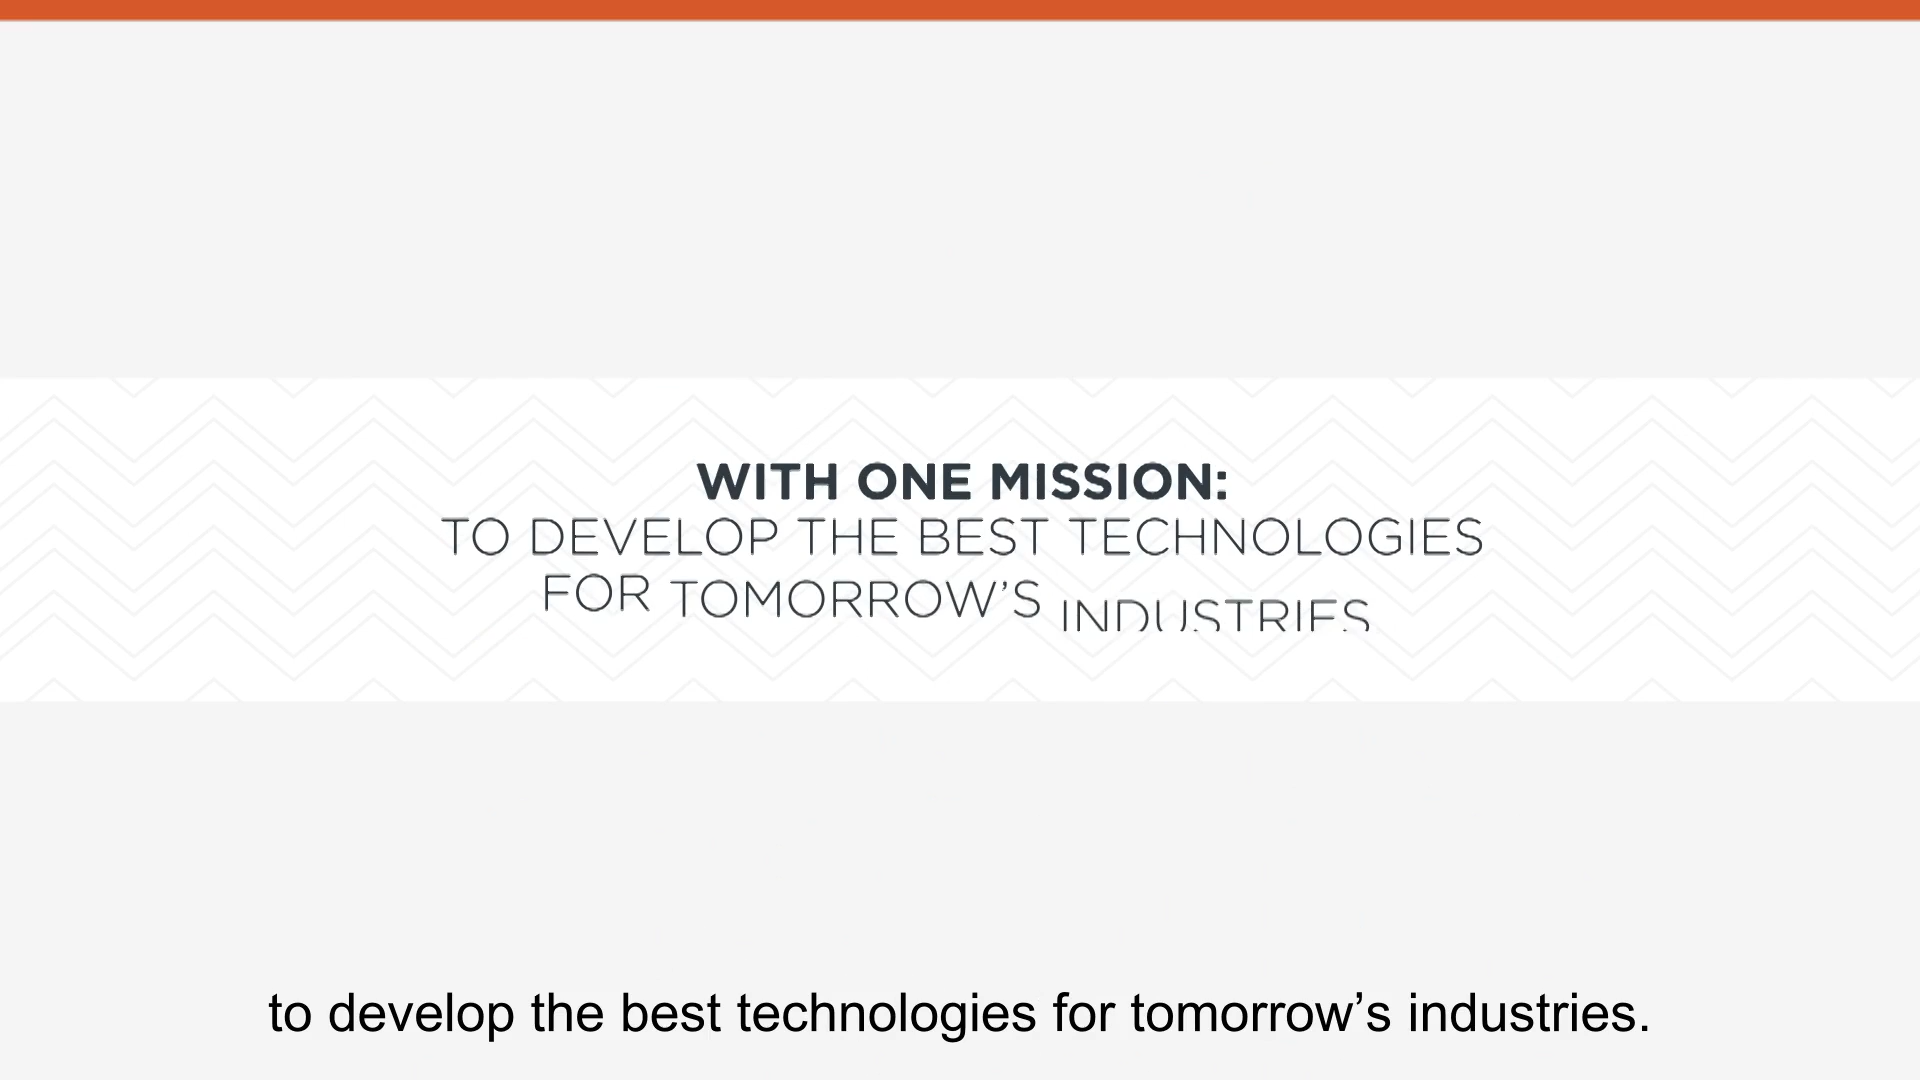 WITH ONE MISSION:
TO DEVELOP THE BEST TECHNOLOGIES
FOR TOMORROW’S INDUSTRIES
to develop the best technologies for tomorrow’s industries.